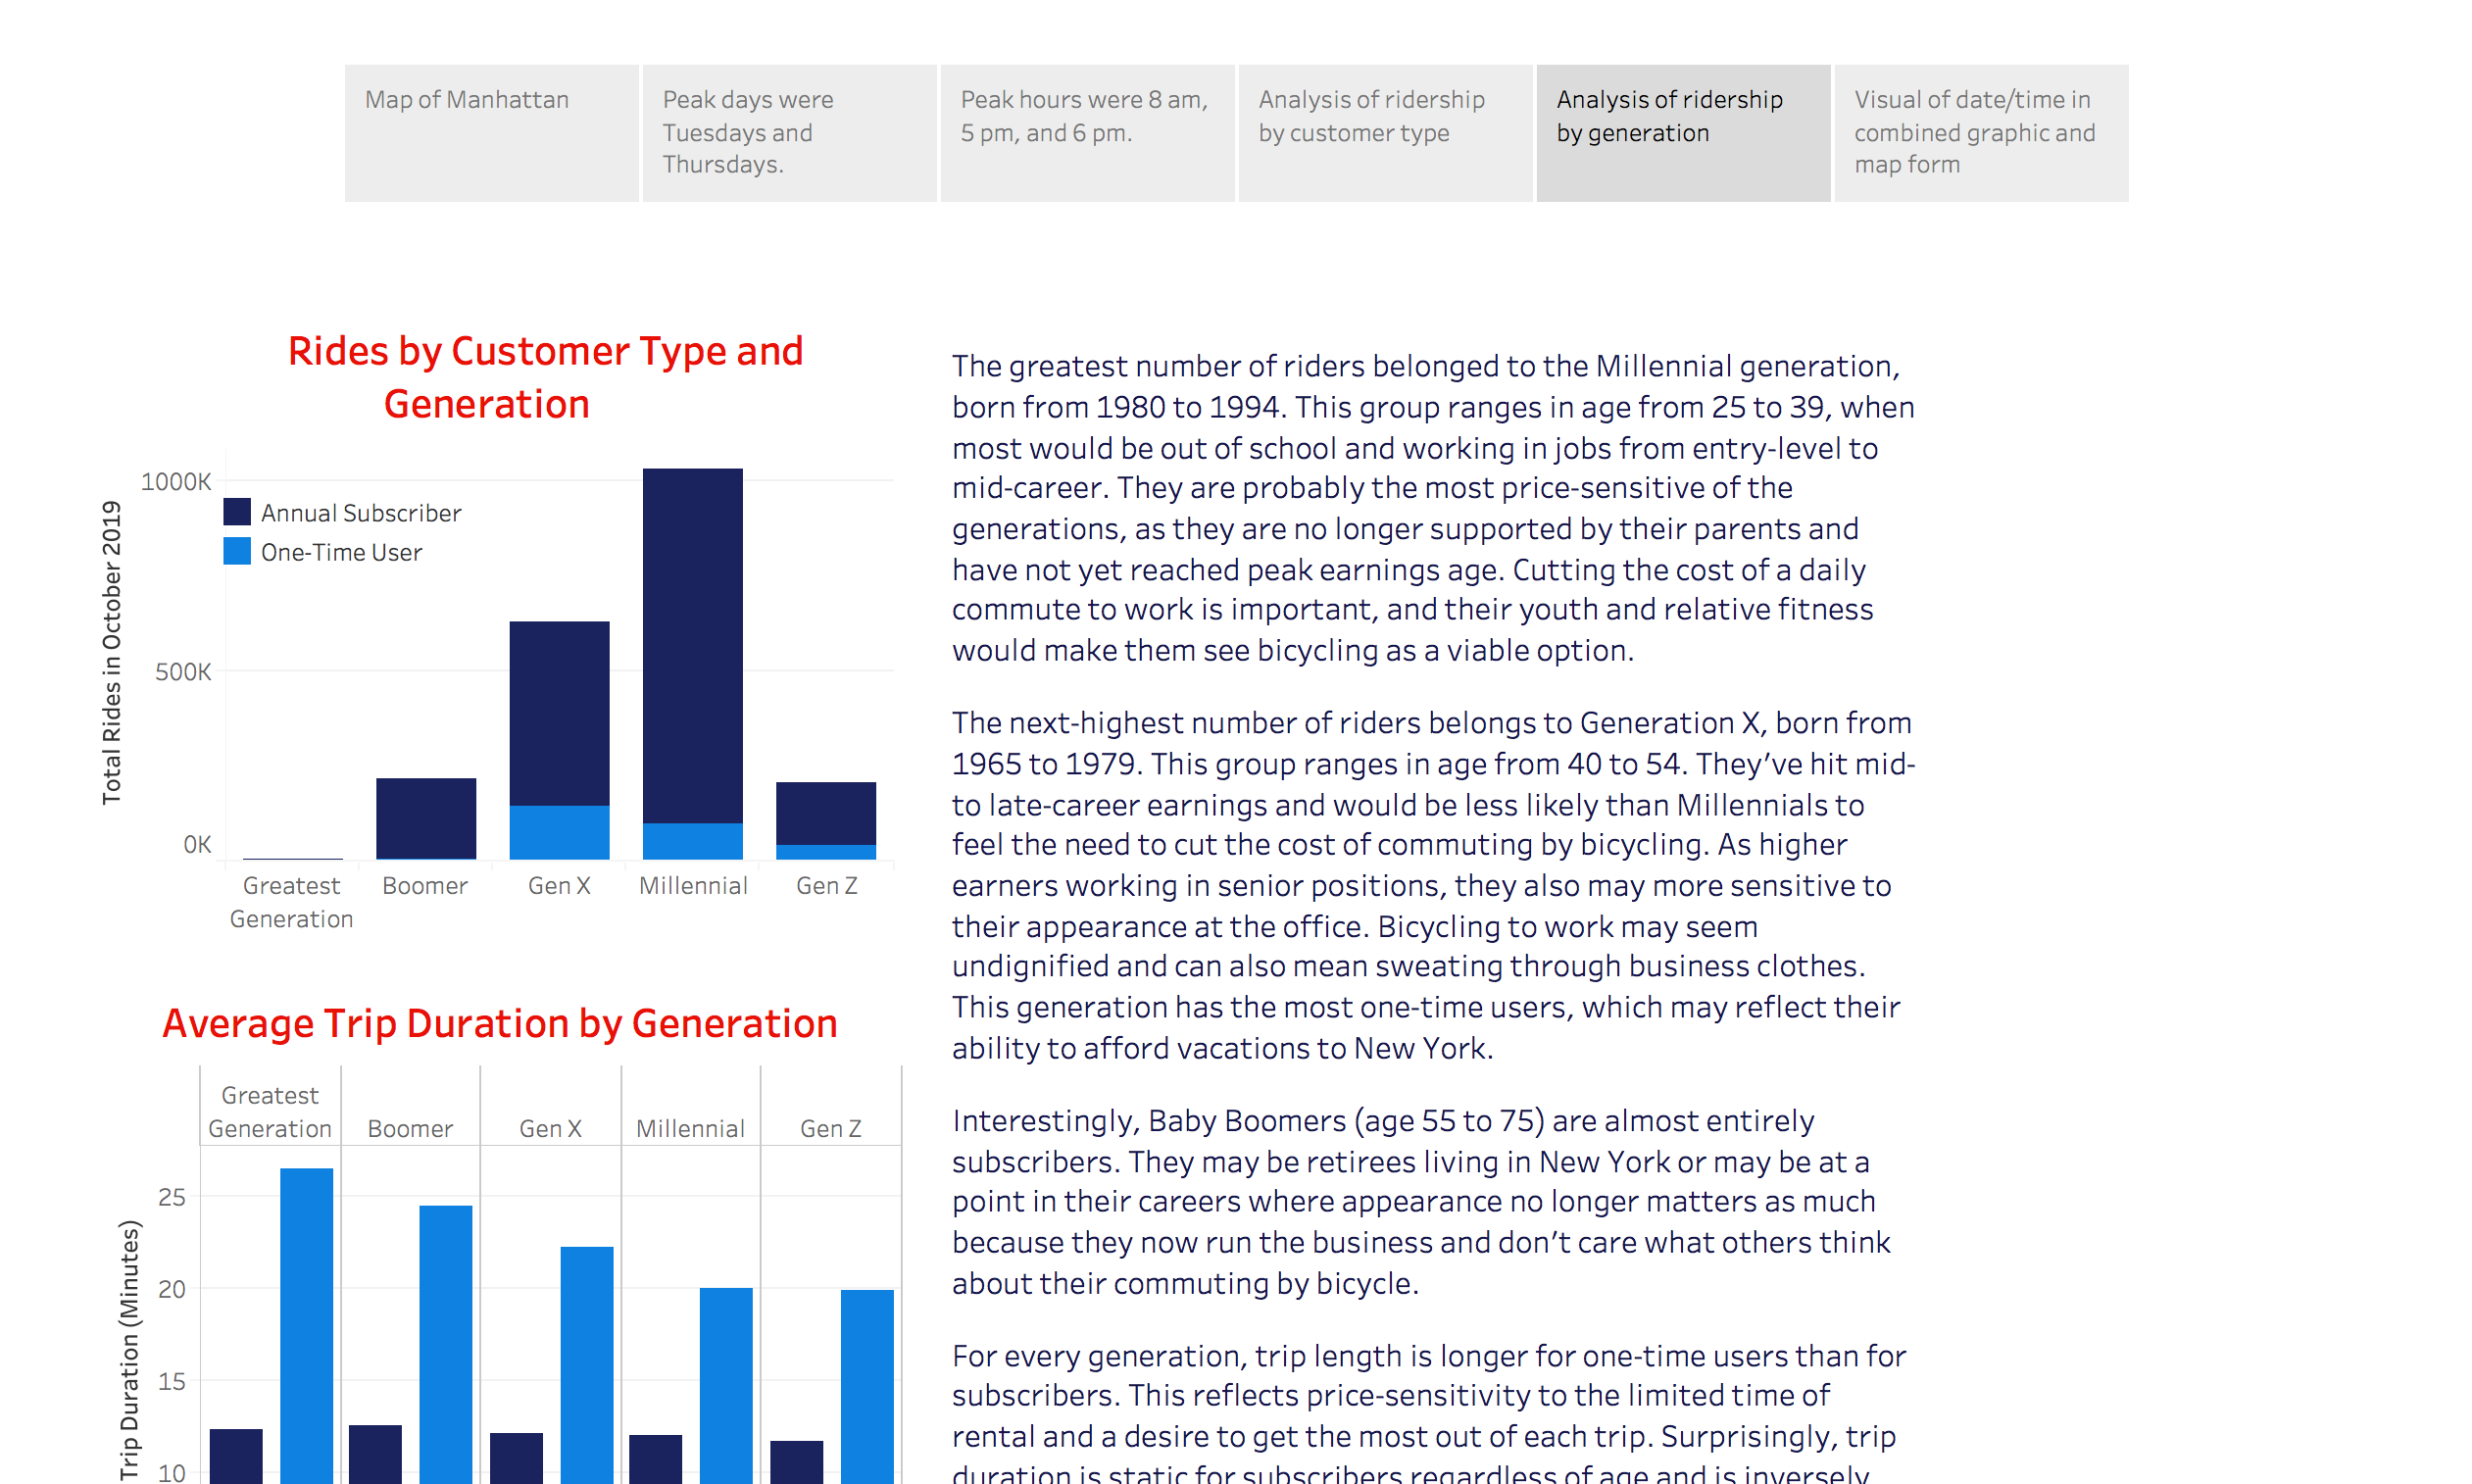 Map of Manhattan
Peak days were
Tuesdays and
Thursdays.
Peak hours were 8 am,
5 pm, and 6 pm.
Analysis of ridership
by customer type
Analysis of ridership
by generation
Visual of date/time in
combined graphic and
map form
Rides by Customer Type and
Generation
Total Rides in October 2019
1000K
500K
0K
Annual Subscriber
One-Time User
Greatest
Generation
Boomer
Gen X
Millennial
Gen Z
Average Trip Duration by Generation
Greatest
Generation
Boomer
Gen X
Millennial
Gen Z
Trip Duration (Minutes)
25
20
15
10
The greatest number of riders belonged to the Millennial generation,
born from 1980 to 1994. This group ranges in age from 25 to 39, when
most would be out of school and working in jobs from entry-level to
mid-career. They are probably the most price-sensitive of the
generations, as they are no longer supported by their parents and
have not yet reached peak earnings age. Cutting the cost of a daily
commute to work is important, and their youth and relative fitness
would make them see bicycling as a viable option.
The next-highest number of riders belongs to Generation X, born from
1965 to 1979. This group ranges in age from 40 to 54. They’ve hit mid-
to late-career earnings and would be less likely than Millennials to
feel the need to cut the cost of commuting by bicycling. As higher
earners working in senior positions, they also may more sensitive to
their appearance at the office. Bicycling to work may seem
undignified and can also mean sweating through business clothes.
This generation has the most one-time users, which may reflect their
ability to afford vacations to New York.
Interestingly, Baby Boomers (age 55 to 75) are almost entirely
subscribers. They may be retirees living in New York or may be at a
point in their careers where appearance no longer matters as much
because they now run the business and don’t care what others think
about their commuting by bicycle.
For every generation, trip length is longer for one-time users than for
subscribers. This reflects price-sensitivity to the limited time of
rental and a desire to get the most out of each trip. Surprisingly, trip
duration is static for subscribers regardless of age and is inversely